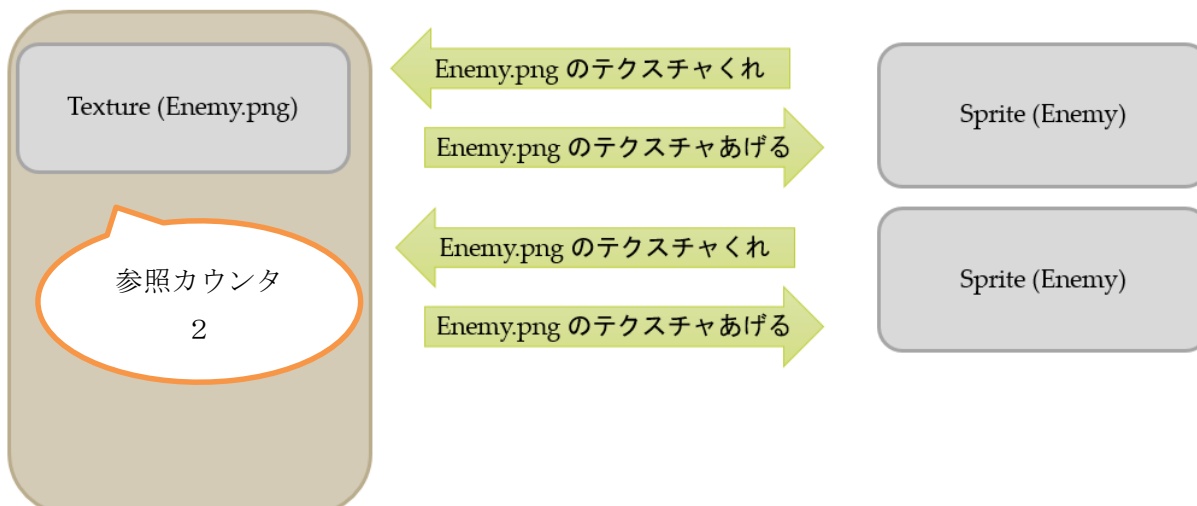 Texture (Enemy.png)
参照カウンタ
２
Enemy.png のテクスチャくれ
Enemy.png のテクスチャあげる
Sprite (Enemy)
Enemy.png のテクスチャくれ
Enemy.png のテクスチャあげる
Sprite (Enemy)